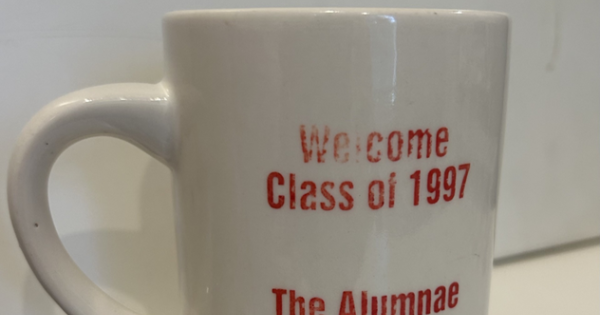 Welcome
Class of 1997
The Alumnae